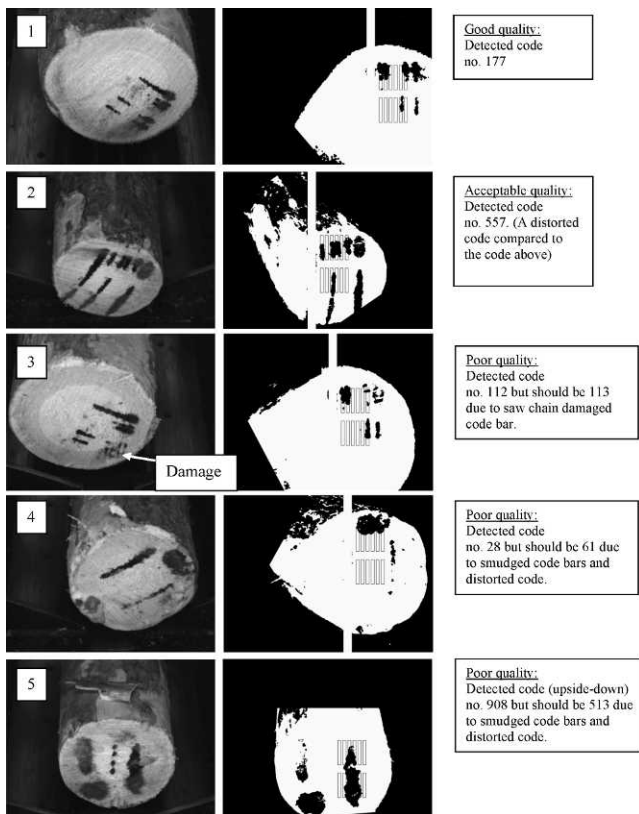 1
Good quality:
Detected code
no. 177
2
Acceptable quality:
Detected code
no. 557. (A distorted
code compared to
the code above)
3
Poor quality:
Detected code
no. 112 but should be 113
due to saw chain damaged
code bar.
Damage
4
Poor quality:
Detected code
no. 28 but should be 61 due
to smudged code bars and
distorted code.
5
Poor quality:
Detected code (upside-down)
no. 908 but should be 513 due
to smudged code bars and
distorted code.